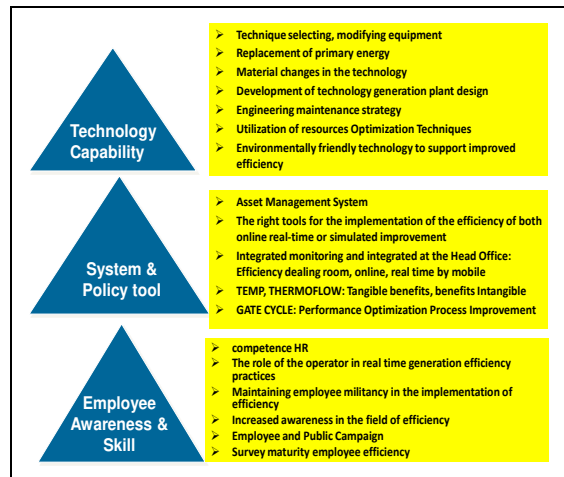 Technology
Capability
➢ Technique selecting, modifying equipment
➢ Replacement of primary energy
➢ Material changes in the technology
➢ Development of technology generation plant design
➢ Engineering maintenance strategy
➢ Utilization of resources Optimization Techniques
➢ Environmentally friendly technology to support improved
efficiency
System &
Policy tool
➢ Asset Management System
➢ The right tools for the implementation of the efficiency of both
online real-time or simulated improvement
➢ Integrated monitoring and integrated at the Head Office:
Efficiency dealing room, online, real time by mobile
➢ TEMP, THERMOFLOW: Tangible benefits, benefits Intangible
➢ GATE CYCLE: Performance Optimization Process Improvement
Employee
Awareness &
Skill
➢ competence HR
➢ The role of the operator in real time generation efficiency
practices
➢ Maintaining employee militancy in the implementation of
efficiency
➢ Increased awareness in the field of efficiency
➢ Employee and Public Campaign
➢ Survey maturity employee efficiency